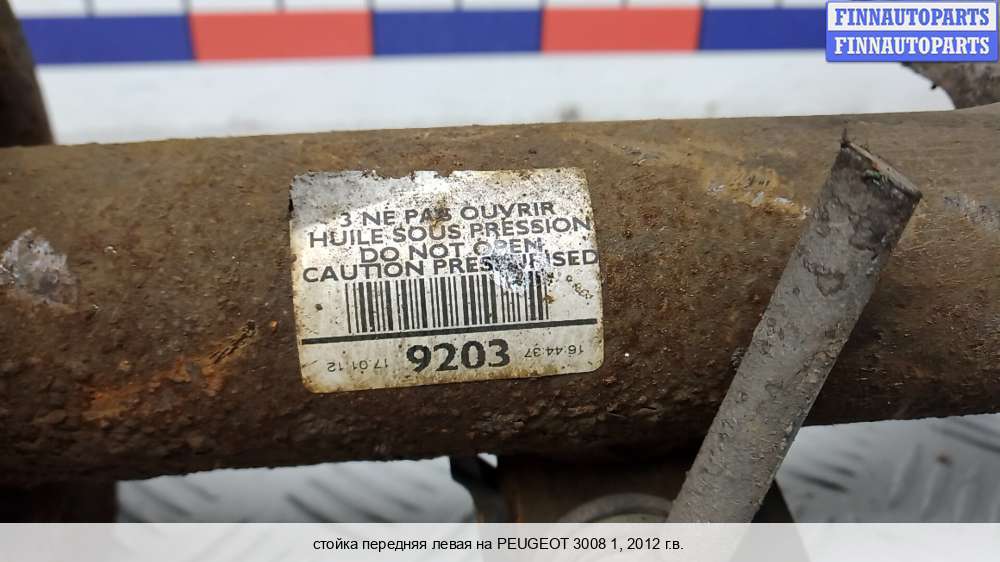 FINNAUTOPARTS
FINNAUTOPARTS
3 NE PAS OUVRIR
HUILE SOUS PRESSION
DO NOT OPEN
CAUTION PRESSURISED
9203
16:44:37
17.01.12
стойка передняя левая на PEUGEOT 3008 1, 2012 г.в.